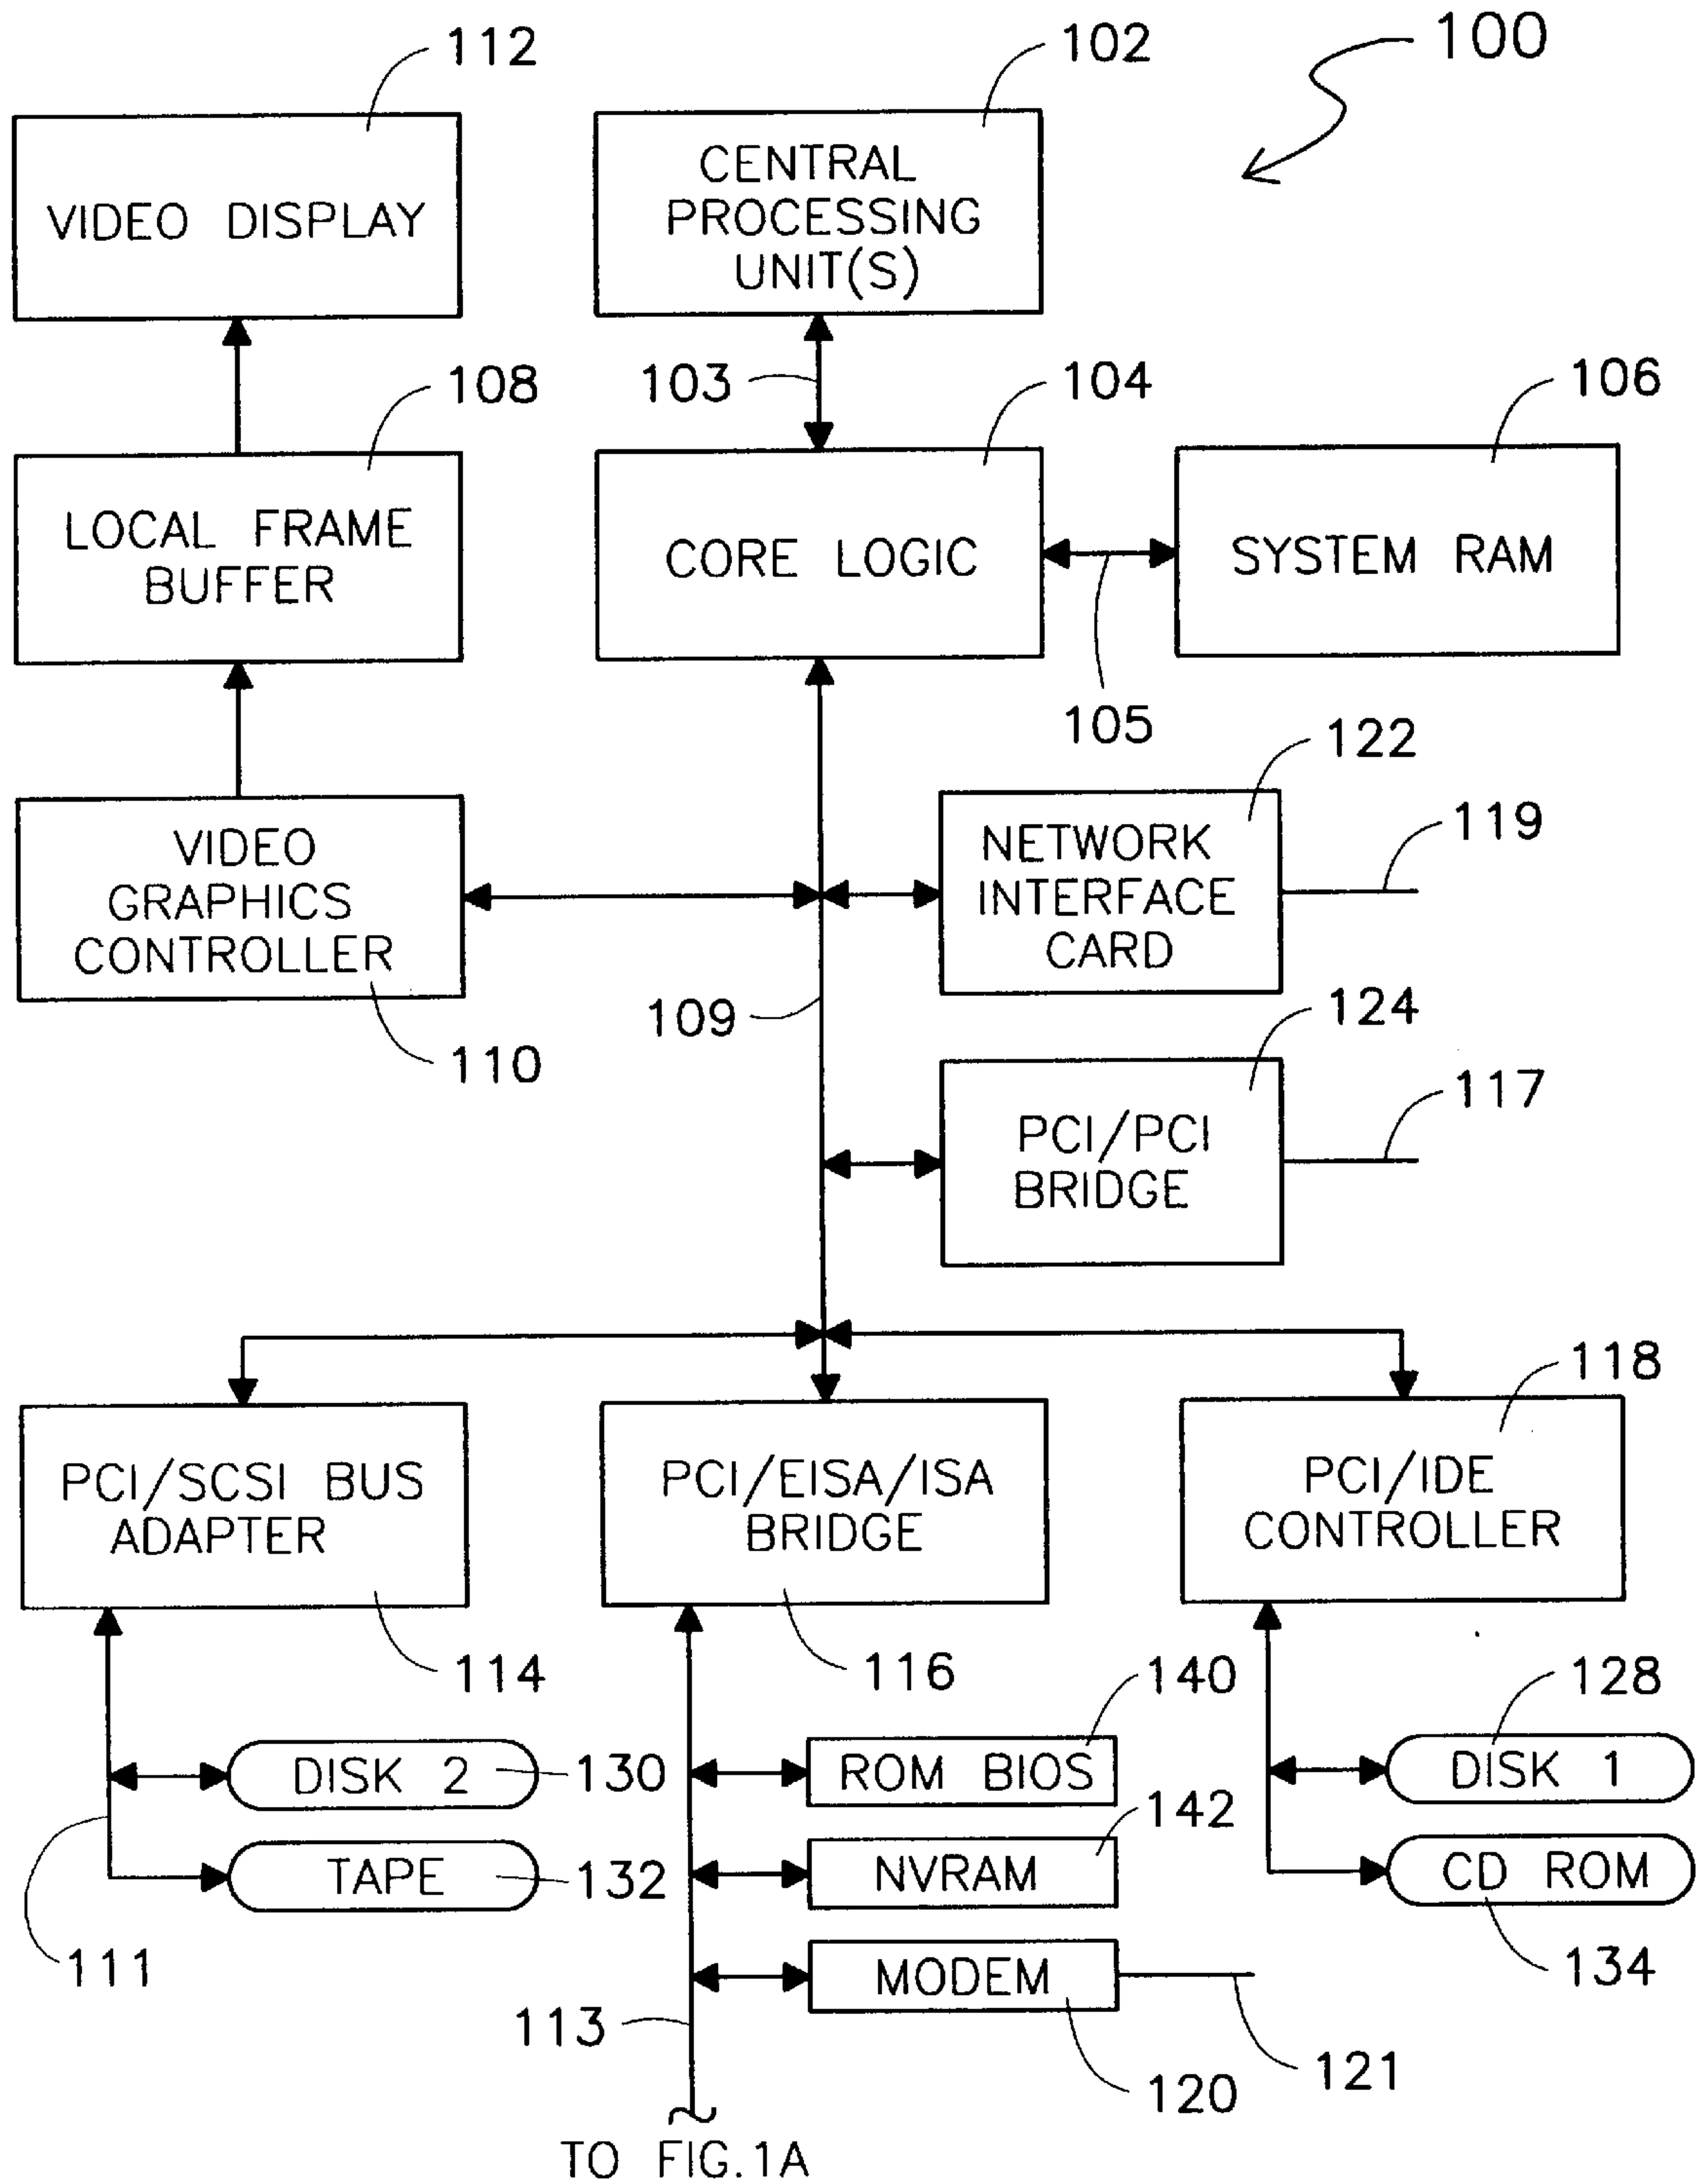 112
102
100
VIDEO DISPLAY
CENTRAL
PROCESSING
UNIT(S)
103
108
104
106
LOCAL FRAME
BUFFER
CORE LOGIC
SYSTEM RAM
105
122
VIDEO
GRAPHICS
CONTROLLER
NETWORK
INTERFACE
CARD
119
109
110
124
PCI/PCI
BRIDGE
117
118
PCI/SCSI BUS
ADAPTER
PCI/EISA/ISA
BRIDGE
PCI/IDE
CONTROLLER
114
116
140
128
DISK 2
130
ROM BIOS
DISK 1
142
TAPE
132
NVRAM
CD ROM
111
134
MODEM
113
120
121
TO FIG.1A